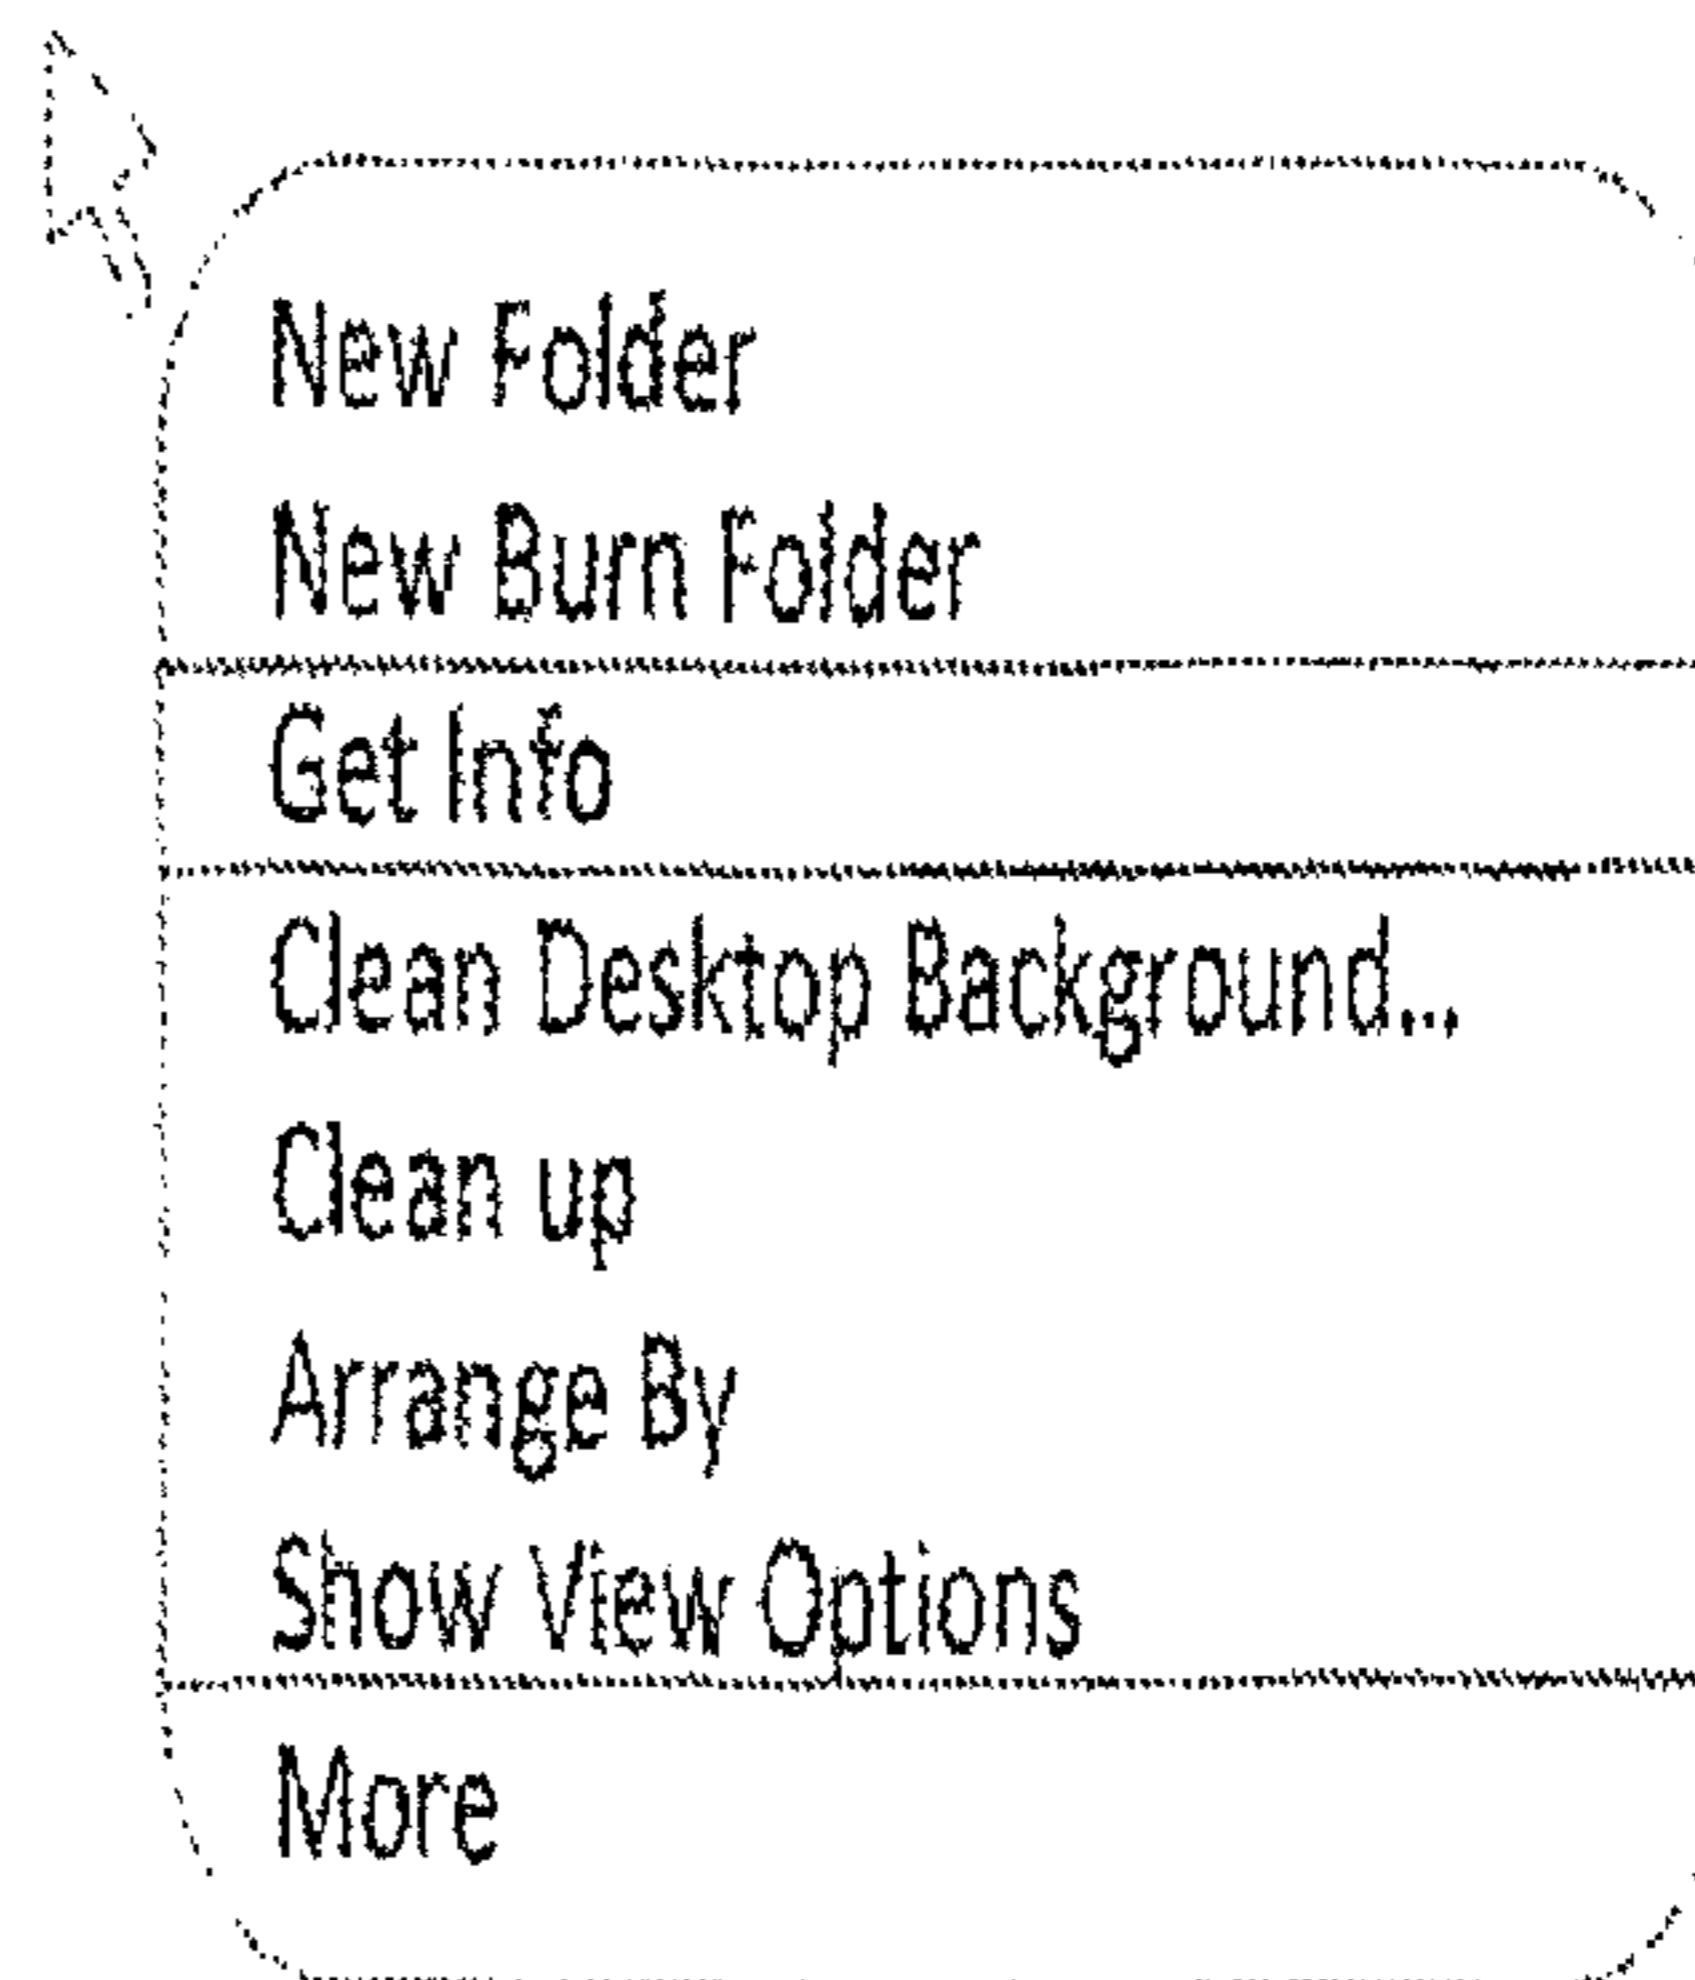 New Folder
New Burn Folder
Get Info
Clean Desktop Background...
Clean up
Arrange By
Show View Options
More